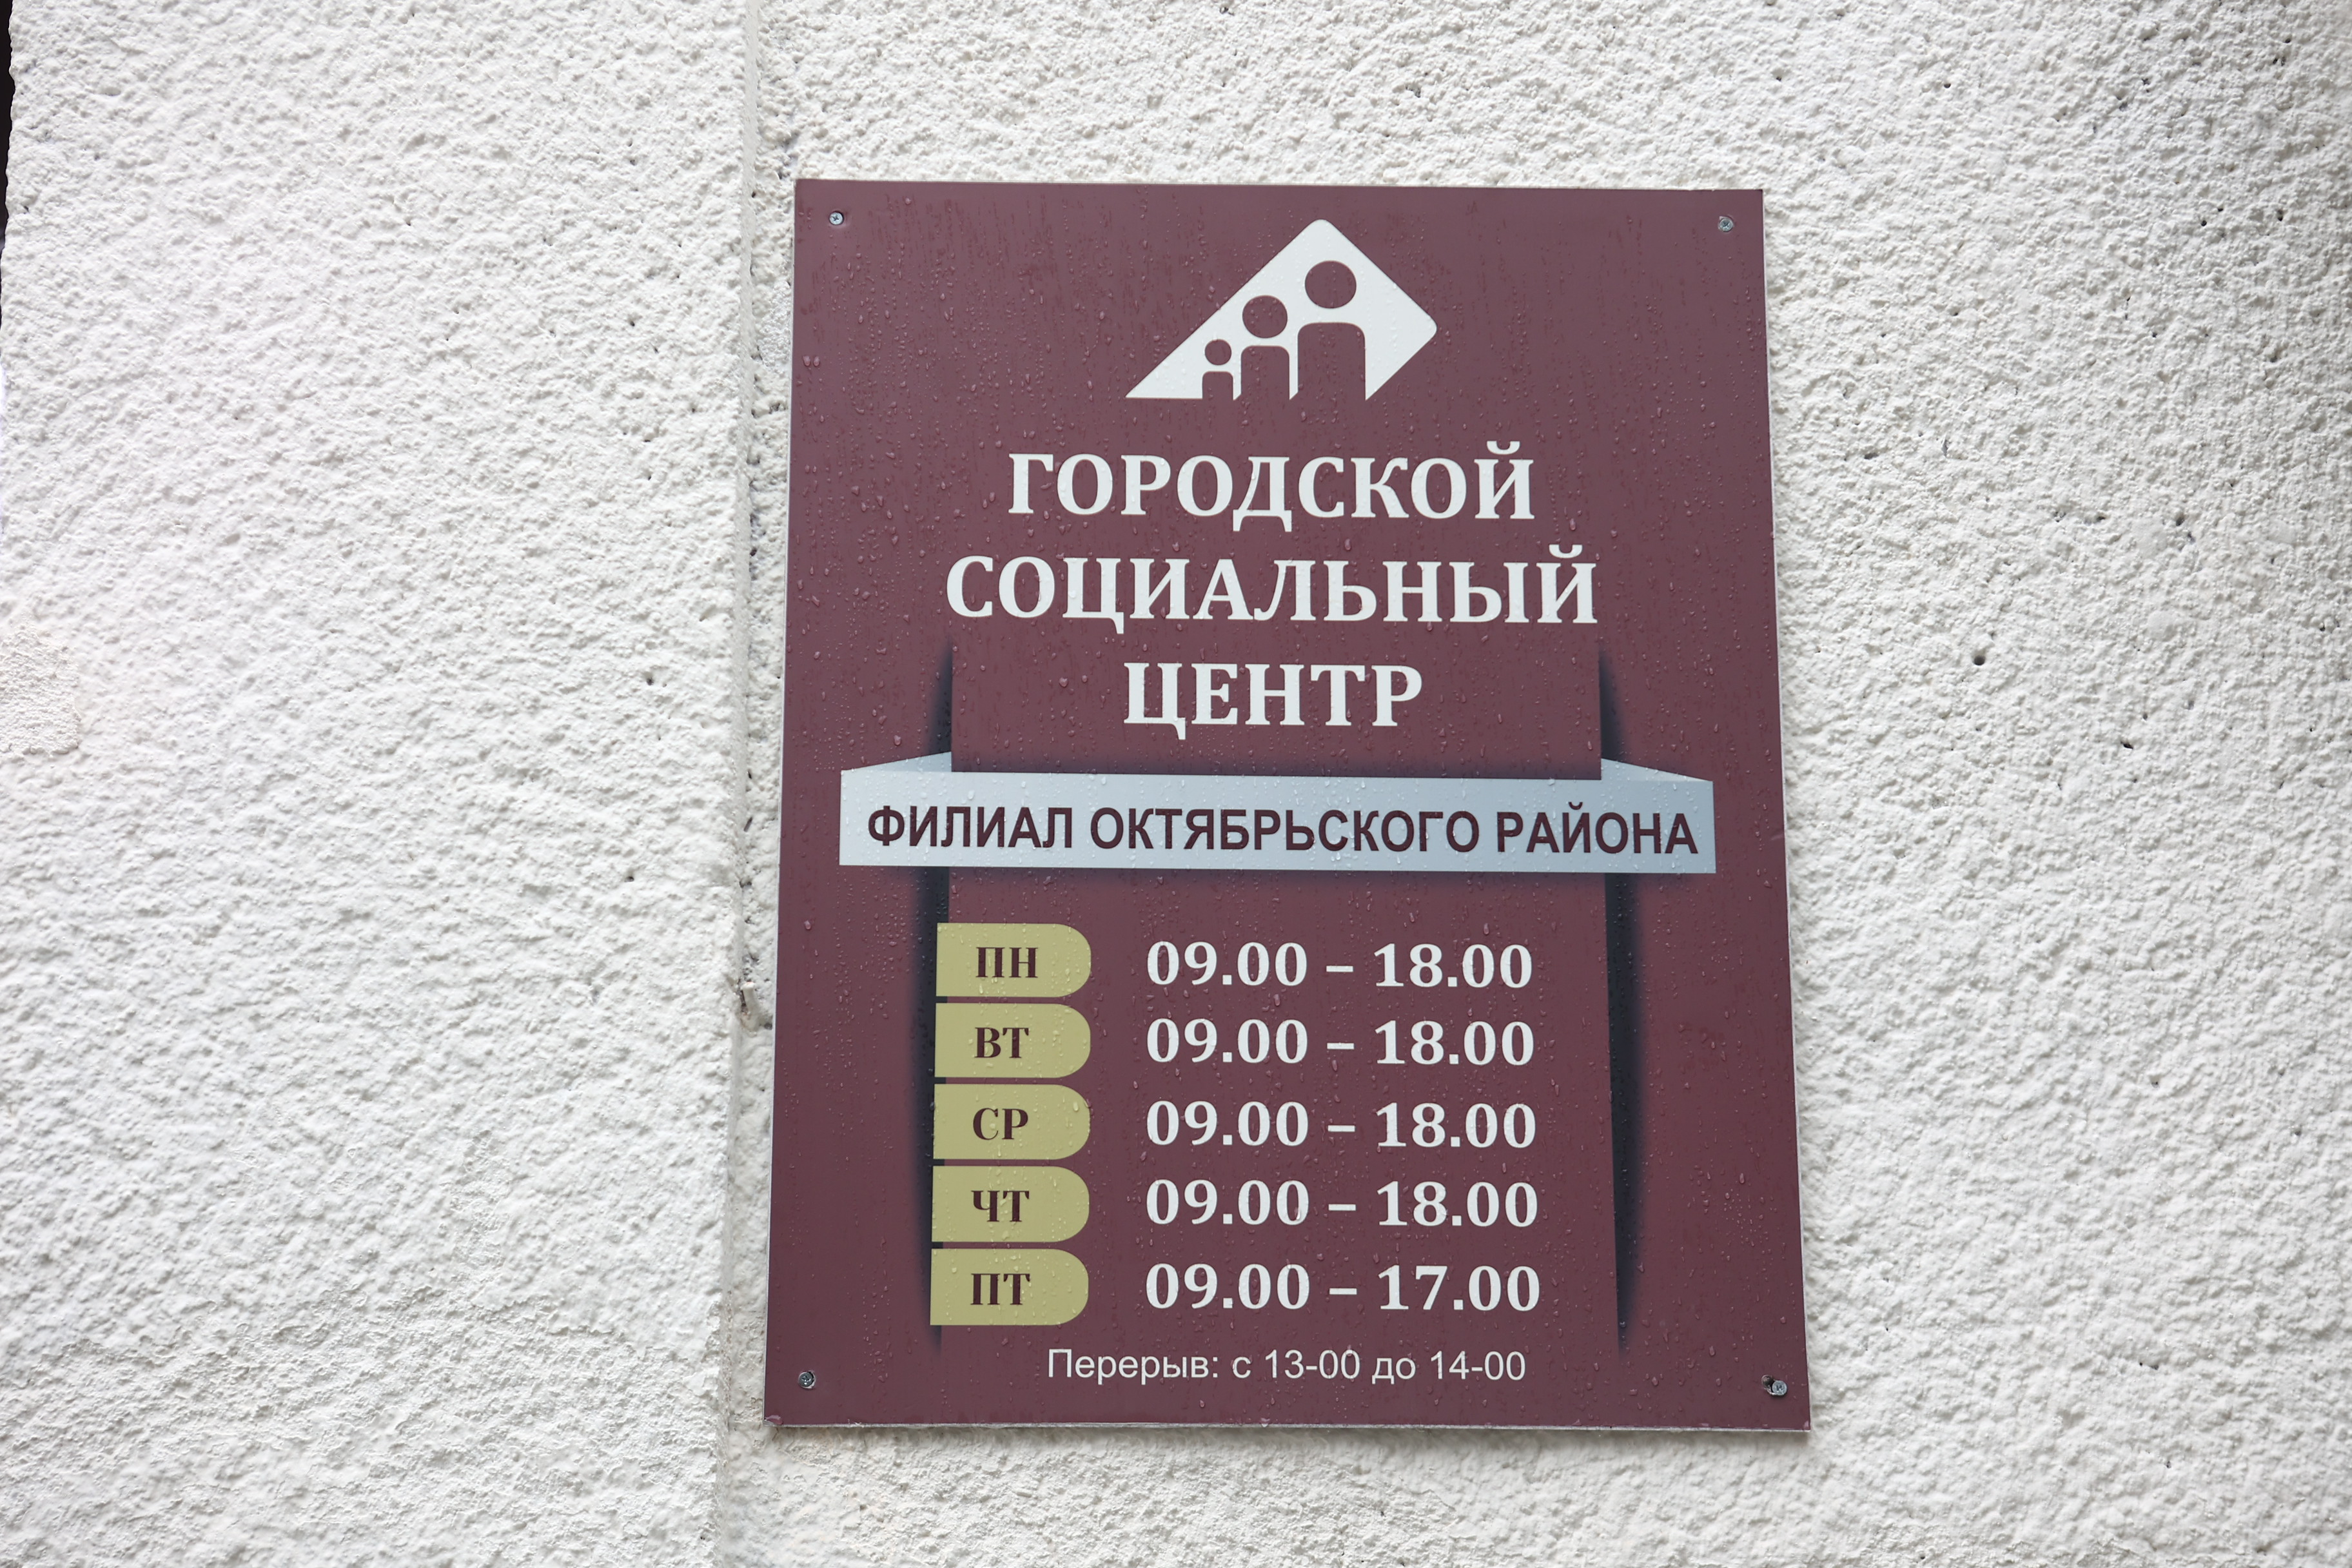 ГОРОДСКОЙ
СОЦИАЛЬНЫЙ
ЦЕНТР
ФИЛИАЛ ОКТЯБРЬСКОГО РАЙОНА
ПН 09.00 – 18.00
ВТ 09.00 – 18.00
СР 09.00 – 18.00
ЧТ 09.00 – 18.00
ПТ 09.00 – 17.00
Перерыв: с 13-00 до 14-00